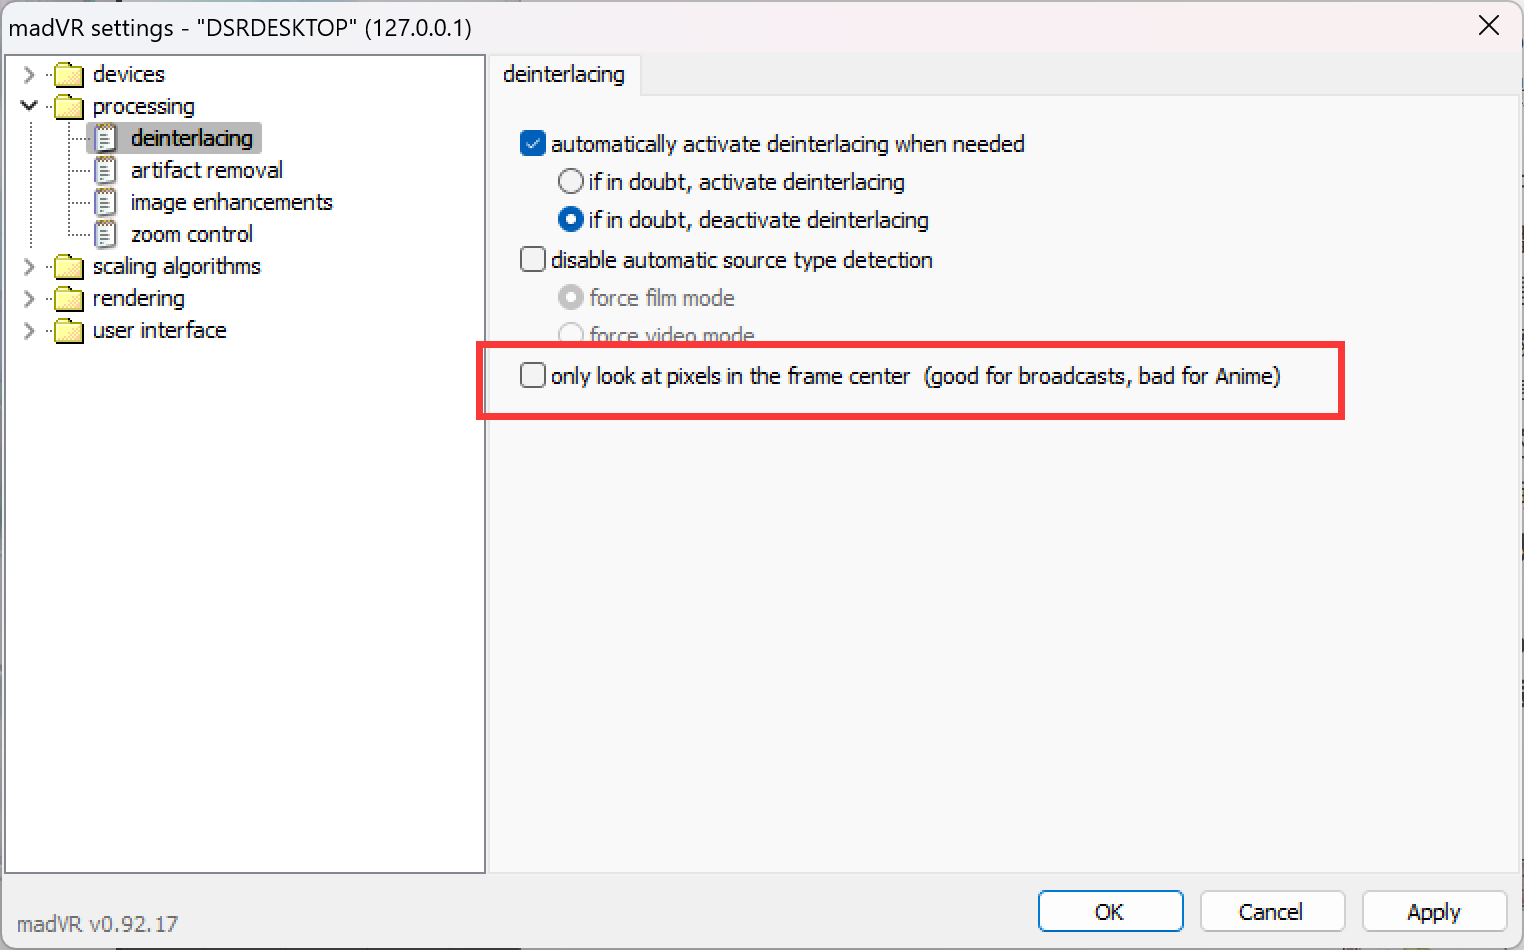 madVR settings - "DSRDESKTOP" (127.0.0.1)
devices
processing
deinterlacing
artifact removal
image enhancements
zoom control
scaling algorithms
rendering
user interface
deinterlacing
automatically activate deinterlacing when needed
if in doubt, activate deinterlacing
if in doubt, deactivate deinterlacing
disable automatic source type detection
force film mode
force video mode
only look at pixels in the frame center  (good for broadcasts, bad for Anime)
madVR v0.92.17
OK
Cancel
Apply